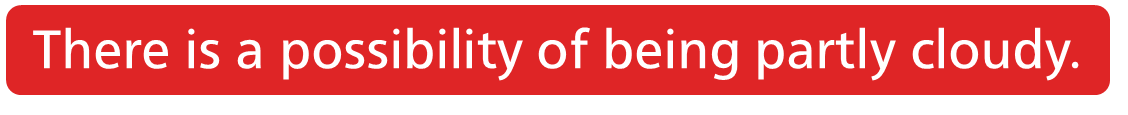 There is a possibility of being partly cloudy.